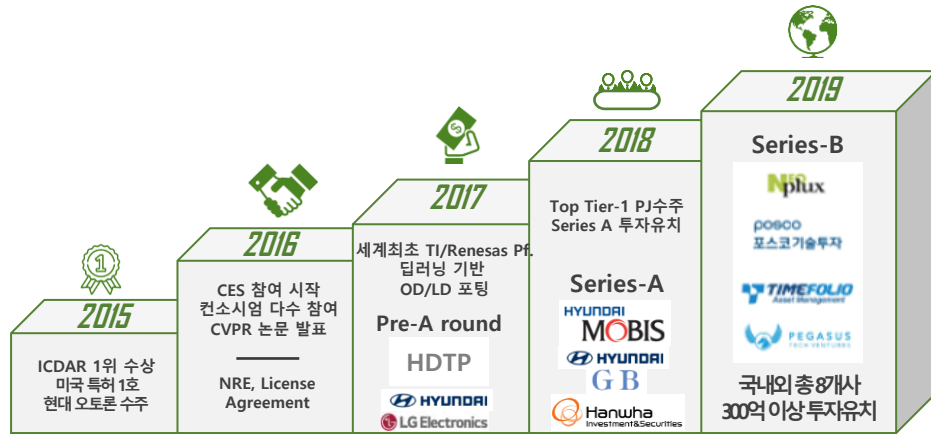 2015
ICDAR 1위 수상
미국 특허 1호
현대 오토론 수주
2016
CES 참여 시작
컨소시엄 다수 참여
CVPR 논문 발표
NRE, License
Agreement
2017
세계최초 TI/Renesas Pf.
딥러닝 기반
OD/LD 포팅
Pre-A round
HDTP
HYUNDAI
LG Electronics
2018
Top Tier-1 PJ수주
Series A 투자유치
Series-A
HYUNDAI
MOBIS
HYUNDAI
G B
Hanwha
Investment&Securities
2019
Series-B
NEOplux
posco
포스코기술투자
TIMEFOLIO
Asset Management
PEGASUS
TECH VENTURES
국내외 총 8개사
300억 이상 투자유치